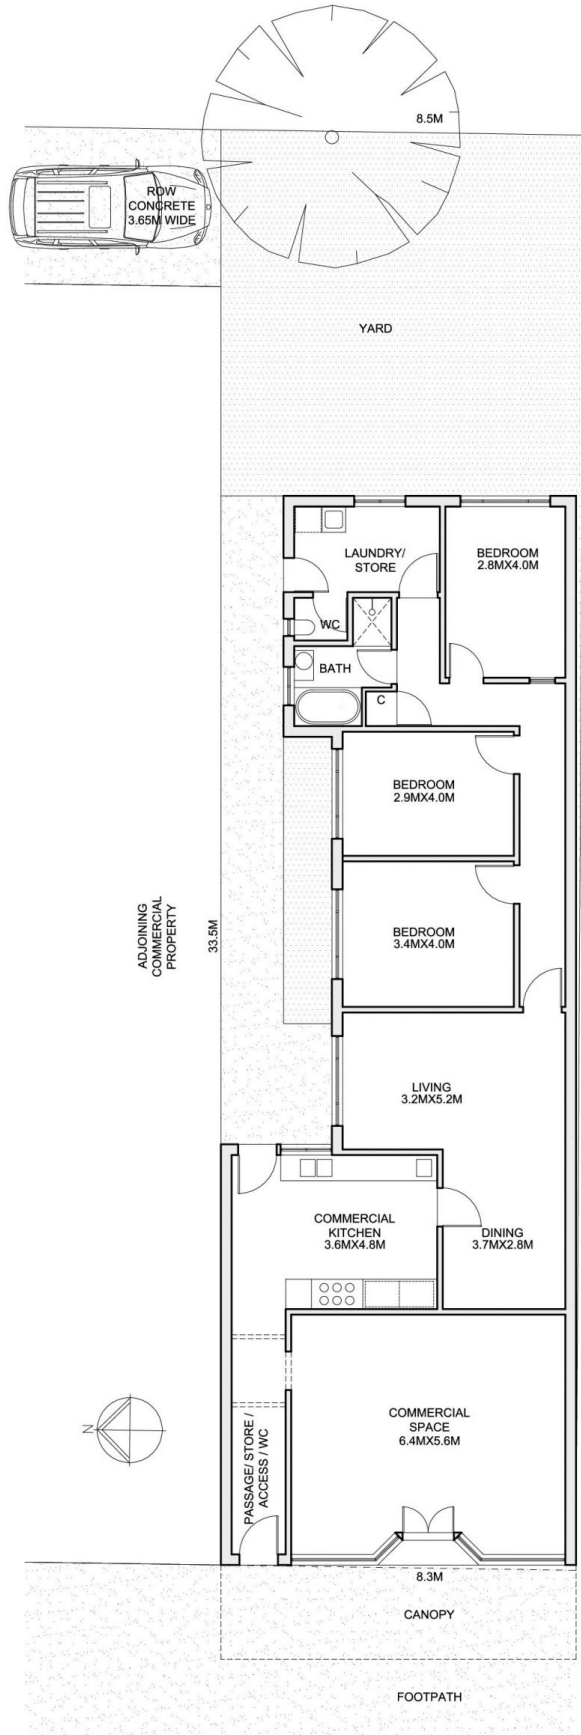 8.5M
ROW
CONCRETE
3.65M WIDE
YARD
LAUNDRY/
STORE
BEDROOM
2.8MX4.0M
WC
BATH
C
BEDROOM
2.9MX4.0M
BEDROOM
3.4MX4.0M
ADJOINING
COMMERCIAL
PROPERTY
33.5M
LIVING
3.2MX5.2M
COMMERCIAL
KITCHEN
3.6MX4.8M
DINING
3.7MX2.8M
N
PASSAGE/ STORE /
ACCESS / WC
COMMERCIAL
SPACE
6.4MX5.6M
8.3M
CANOPY
FOOTPATH